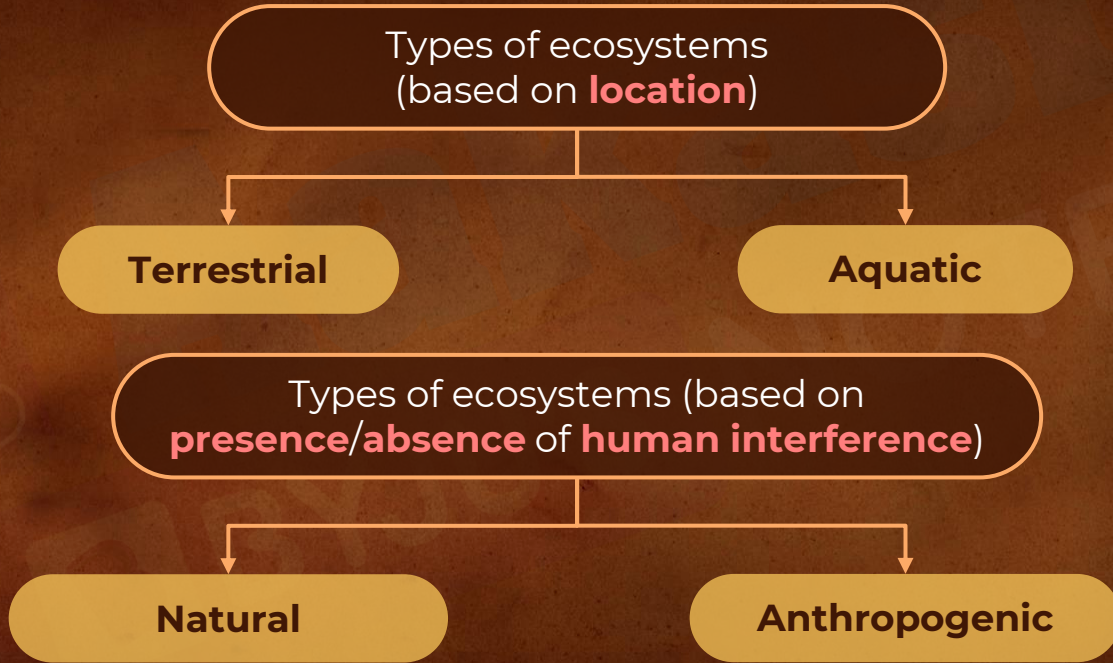 Types of ecosystems
(based on location)
Terrestrial
Aquatic
Types of ecosystems (based on
presence/absence of human interference)
Natural
Anthropogenic